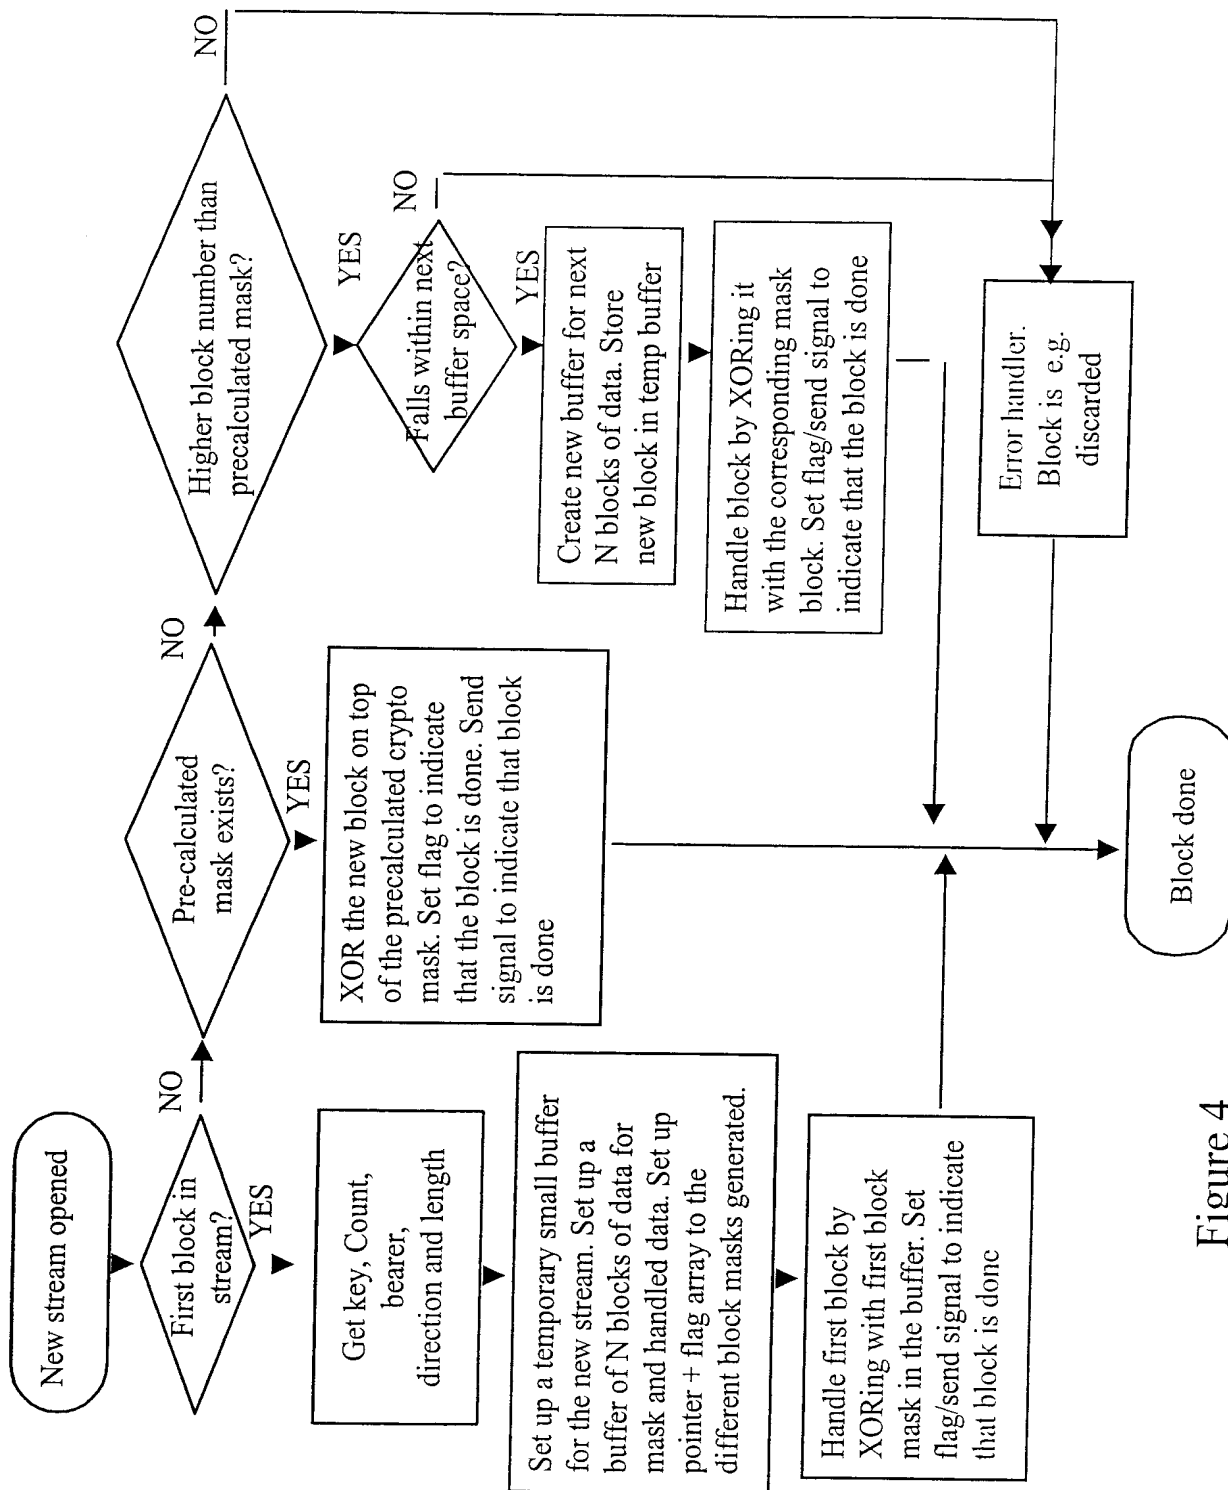 New stream opened
First block in
stream?
NO
YES
Get key, Count,
bearer,
direction and length
Set up a temporary small buffer
for the new stream. Set up a
buffer of N blocks of data for
mask and handled data. Set up
pointer + flag array to the
different block masks generated.
Handle first block by
XORing with first block
mask in the buffer. Set
flag/send signal to indicate
that block is done
Pre-calculated
mask exists?
NO
YES
XOR the new block on top
of the precalculated crypto
mask. Set flag to indicate
that the block is done. Send
signal to indicate that block
is done
Higher block number than
precalculated mask?
NO
YES
Falls within next
buffer space?
NO
YES
Create new buffer for next
N blocks of data. Store
new block in temp buffer
Handle block by XORing it
with the corresponding mask
block. Set flag/send signal to
indicate that the block is done
Error handler.
Block is e.g.
discarded
Block done
Figure 4